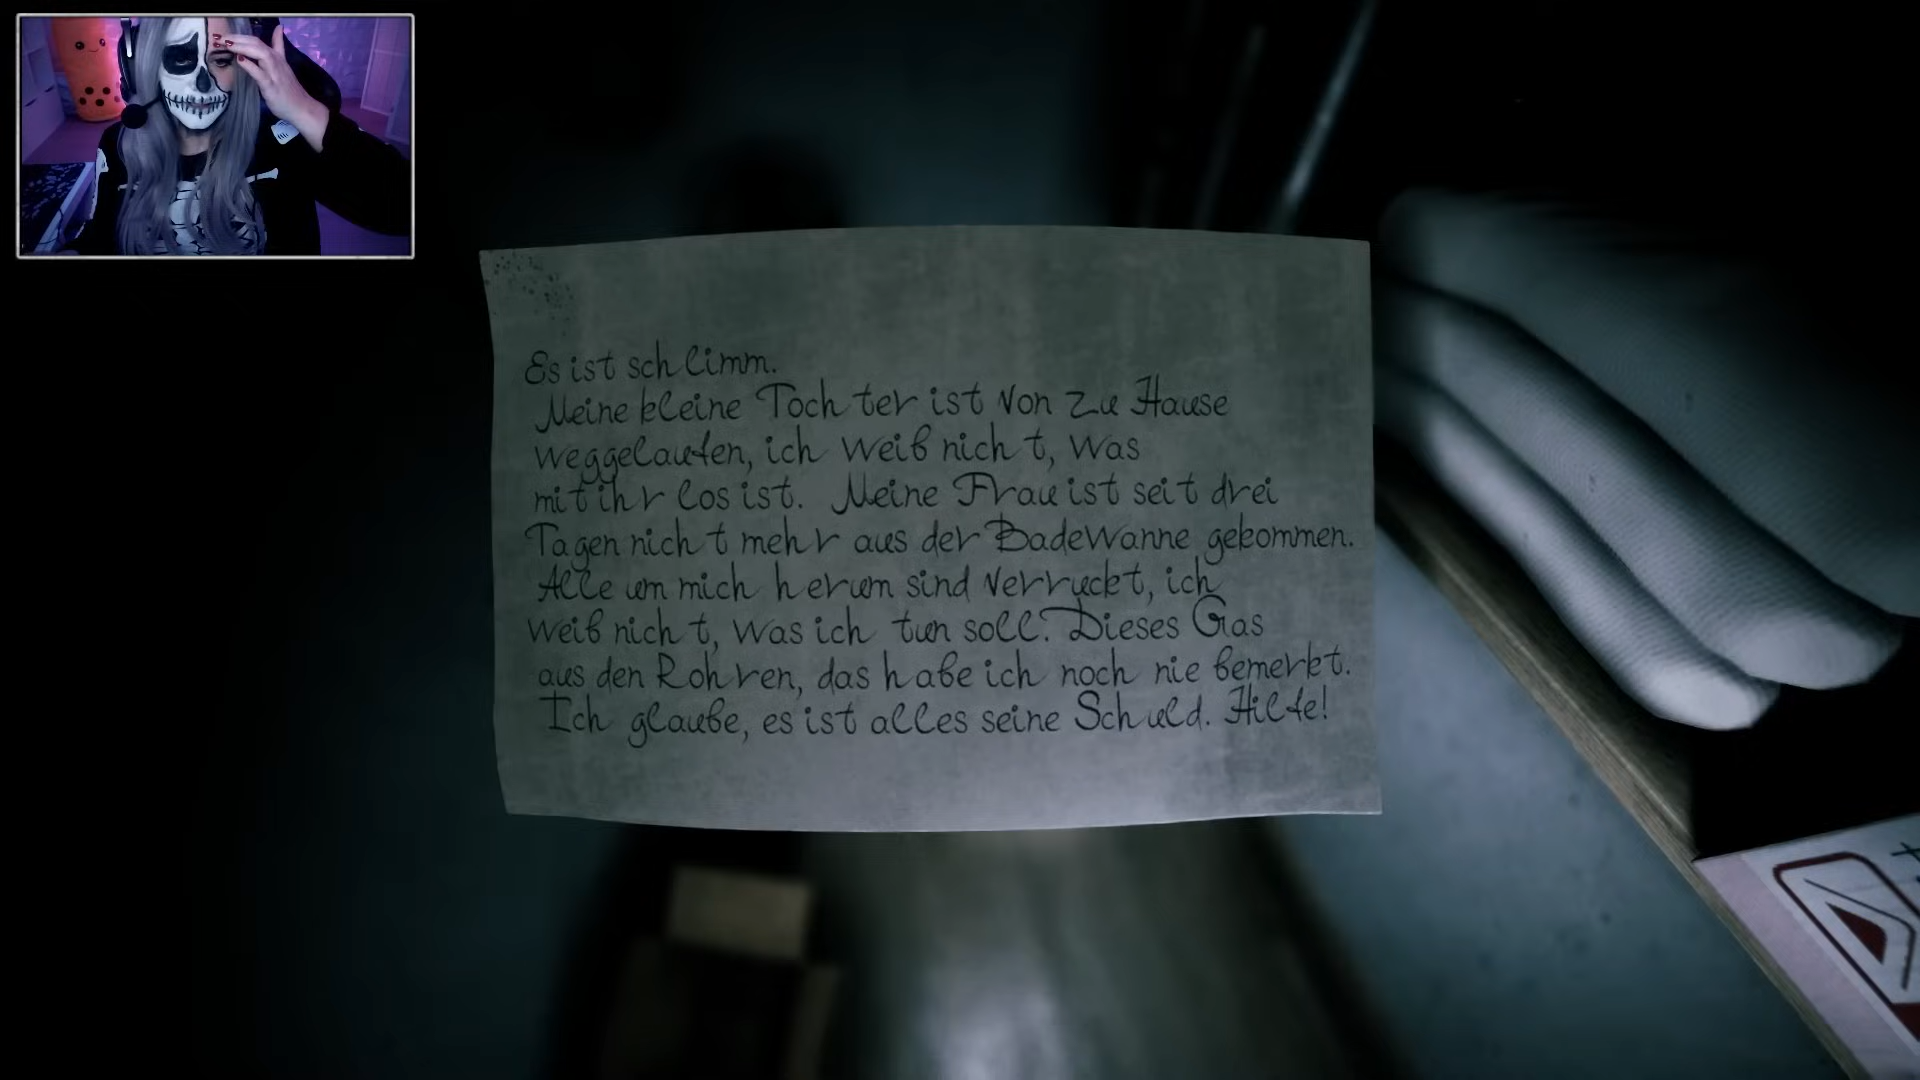 Es ist schlimm.
Meine kleine Tochter ist von zu Hause
weggelaufen, ich weiß nicht, was
mit ihr los ist. Meine Frau ist seit drei
Tagen nicht mehr aus der Badewanne gekommen.
Alle um mich herum sind verruckt, ich
weiß nicht, was ich tun soll. Dieses Gas
aus den Rohren, das habe ich noch nie bemerkt.
Ich glaube, es ist alles seine Schuld. Hilfe!